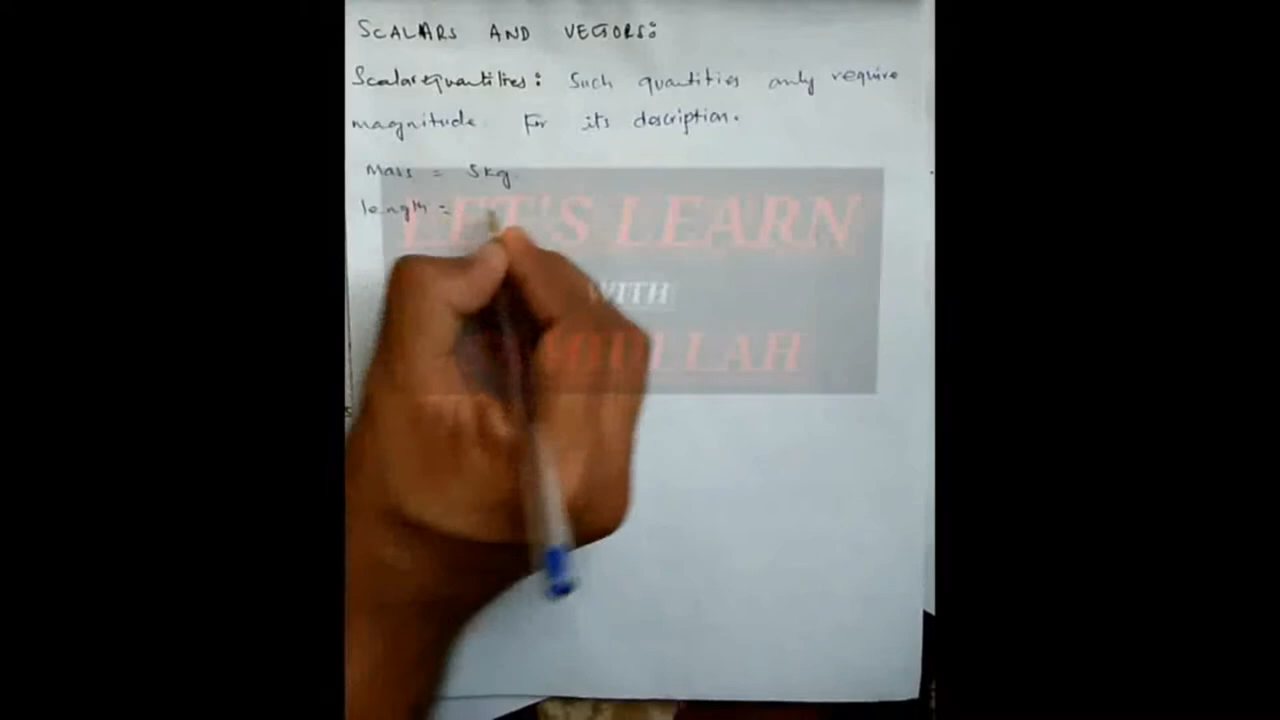 SCALARS AND VECTORS:
Scalar quantities: Such quantities only require
magnitude For its description.
Mass = 5kg
length =
LET'S LEARN
WITH